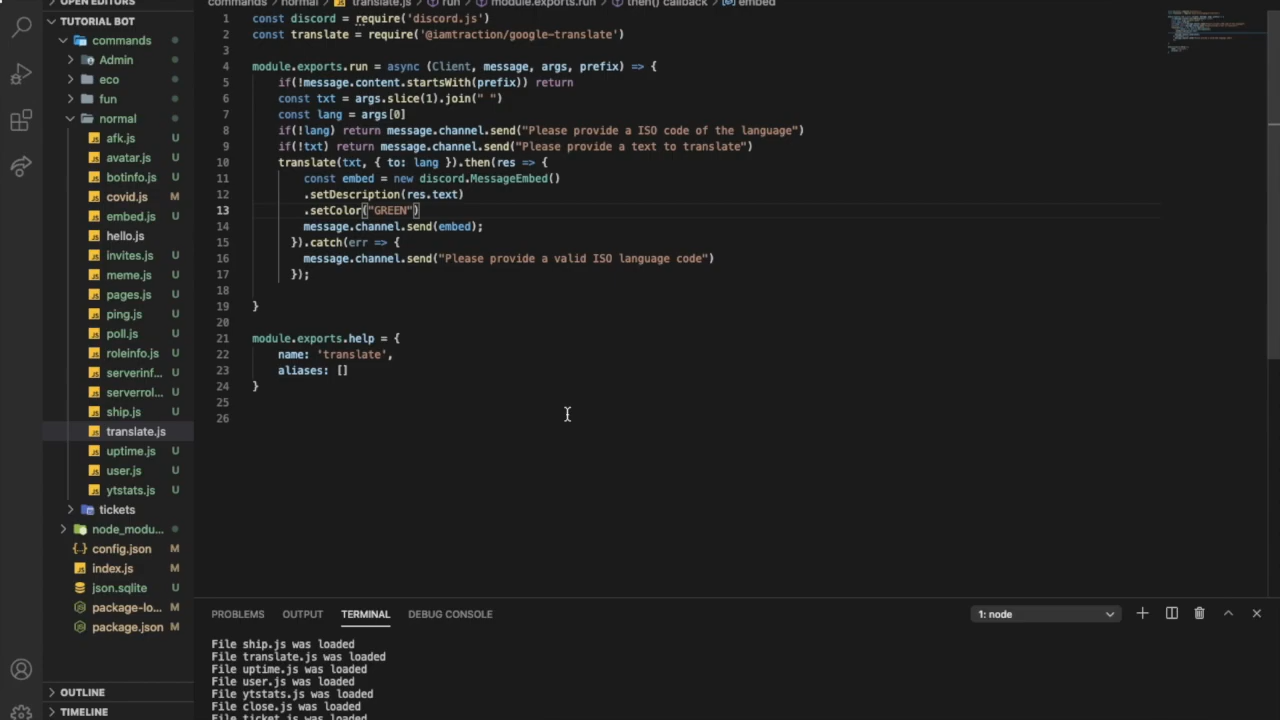 OPEN EDITORS
commands > normal > translate.js > run > module.exports.run > then() callback > embed
TUTORIAL BOT
commands
Admin
eco
fun
normal
afk.js U
avatar.js U
botinfo.js U
covid.js M
embed.js U
hello.js
invites.js U
meme.js U
pages.js U
ping.js U
poll.js U
roleinfo.js U
serverinf... U
serverrol... U
ship.js U
translate.js
uptime.js U
user.js U
ytstats.js U
tickets
node_modu...
config.json M
index.js M
json.sqlite U
package-lo... M
package.json M
OUTLINE
TIMELINE
1 const discord = require('discord.js')
2 const translate = require('@iamtraction/google-translate')
3
4 module.exports.run = async (Client, message, args, prefix) => {
5 if(!message.content.startsWith(prefix)) return
6 const txt = args.slice(1).join(" ")
7 const lang = args[0]
8 if(!lang) return message.channel.send("Please provide a ISO code of the language")
9 if(!txt) return message.channel.send("Please provide a text to translate")
10 translate(txt, { to: lang }).then(res => {
11 const embed = new discord.MessageEmbed()
12 .setDescription(res.text)
13 .setColor("GREEN")
14 message.channel.send(embed);
15 }).catch(err => {
16 message.channel.send("Please provide a valid ISO language code")
17 });
18
19 }
20
21 module.exports.help = {
22 name: 'translate',
23 aliases: []
24 }
25
26
PROBLEMS OUTPUT TERMINAL DEBUG CONSOLE 1: node
File ship.js was loaded
File translate.js was loaded
File uptime.js was loaded
File user.js was loaded
File ytstats.js was loaded
File close.js was loaded
File ticket.js was loaded